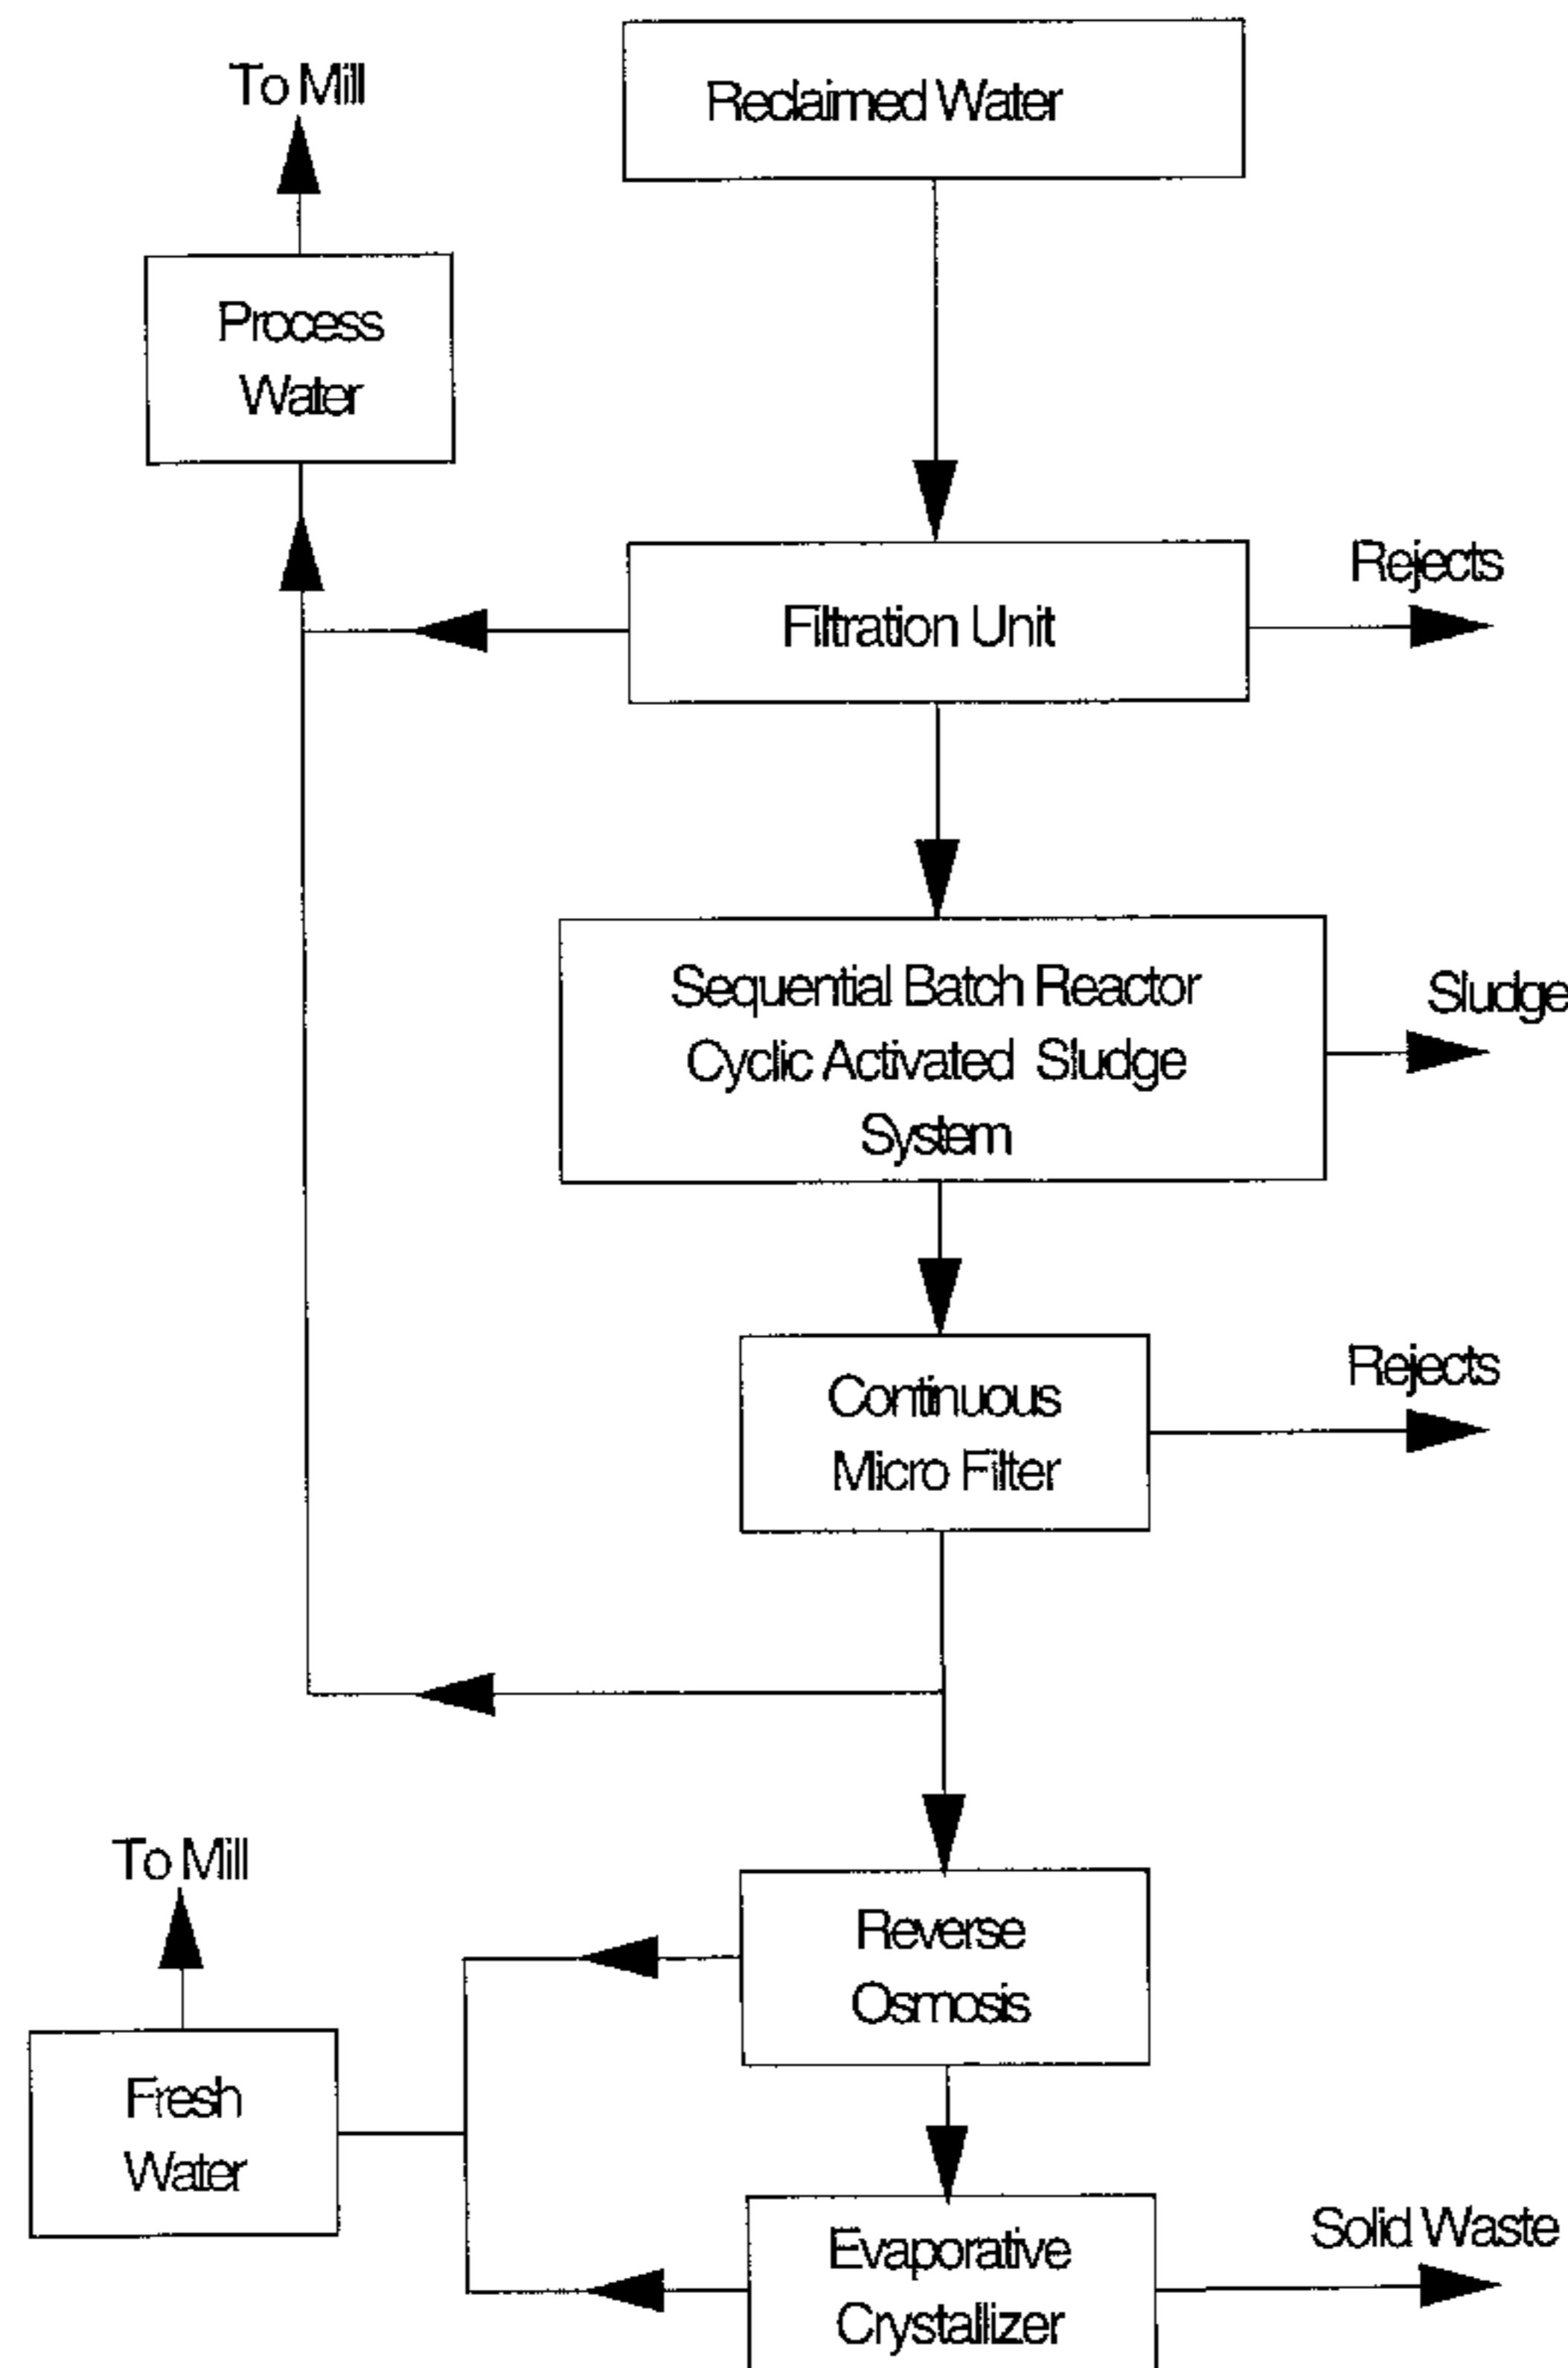 To Mill
Reclaimed Water
Process
Water
Filtration Unit
Rejects
Sequential Batch Reactor
Cyclic Activated Sludge
System
Sludge
Continuous
Micro Filter
Rejects
To Mill
Reverse
Osmosis
Fresh
Water
Evaporative
Crystallizer
Solid Waste